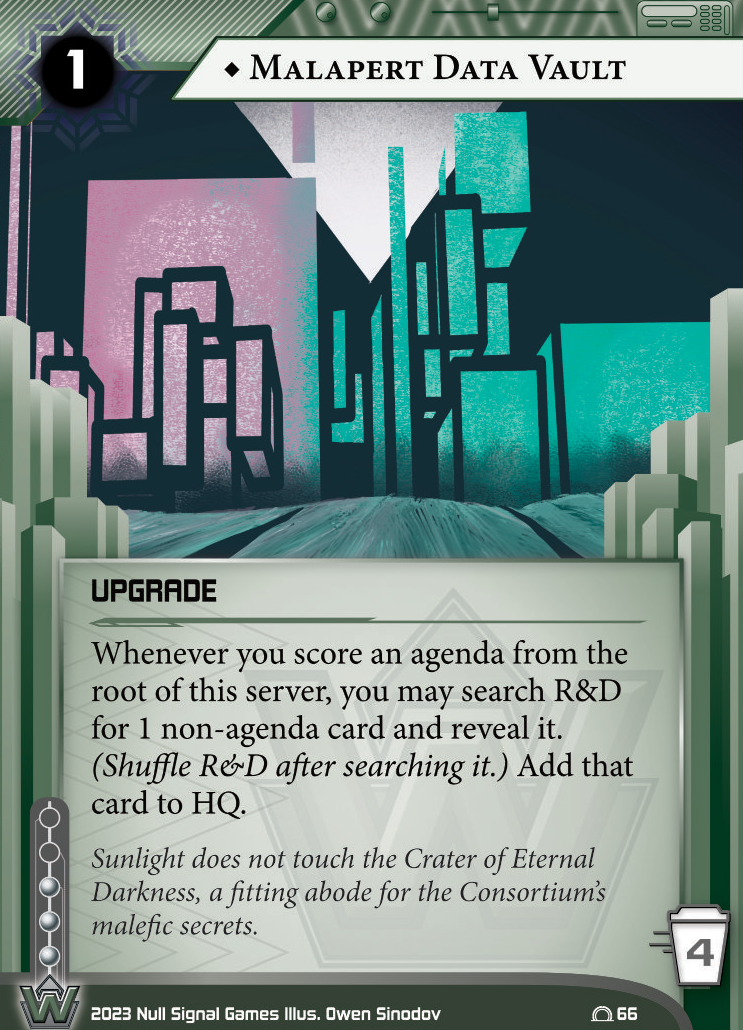 1
◆ Malapert Data Vault
UPGRADE
Whenever you score an agenda from the
root of this server, you may search R&D
for 1 non-agenda card and reveal it.
(Shuffle R&D after searching it.) Add that
card to HQ.
Sunlight does not touch the Crater of Eternal
Darkness, a fitting abode for the Consortium's
malefic secrets.
4
2023 Null Signal Games Illus. Owen Sinodov
66